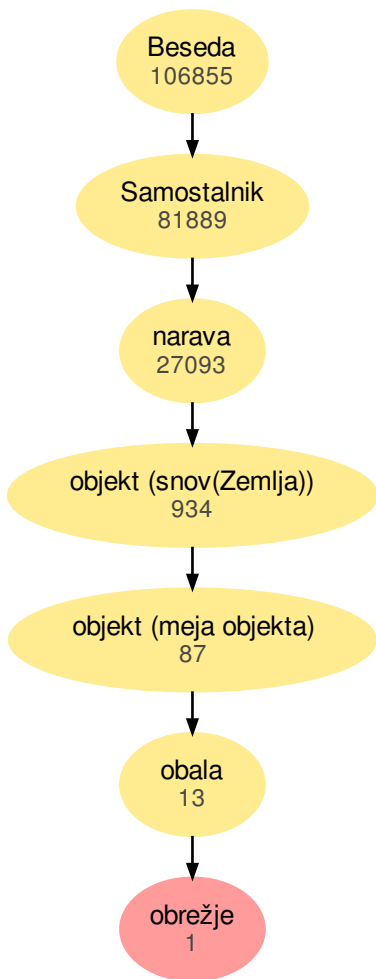 Beseda
106855
Samostalnik
81889
narava
27093
objekt (snov(Zemlja))
934
objekt (meja objekta)
87
obala
13
obrežje
1